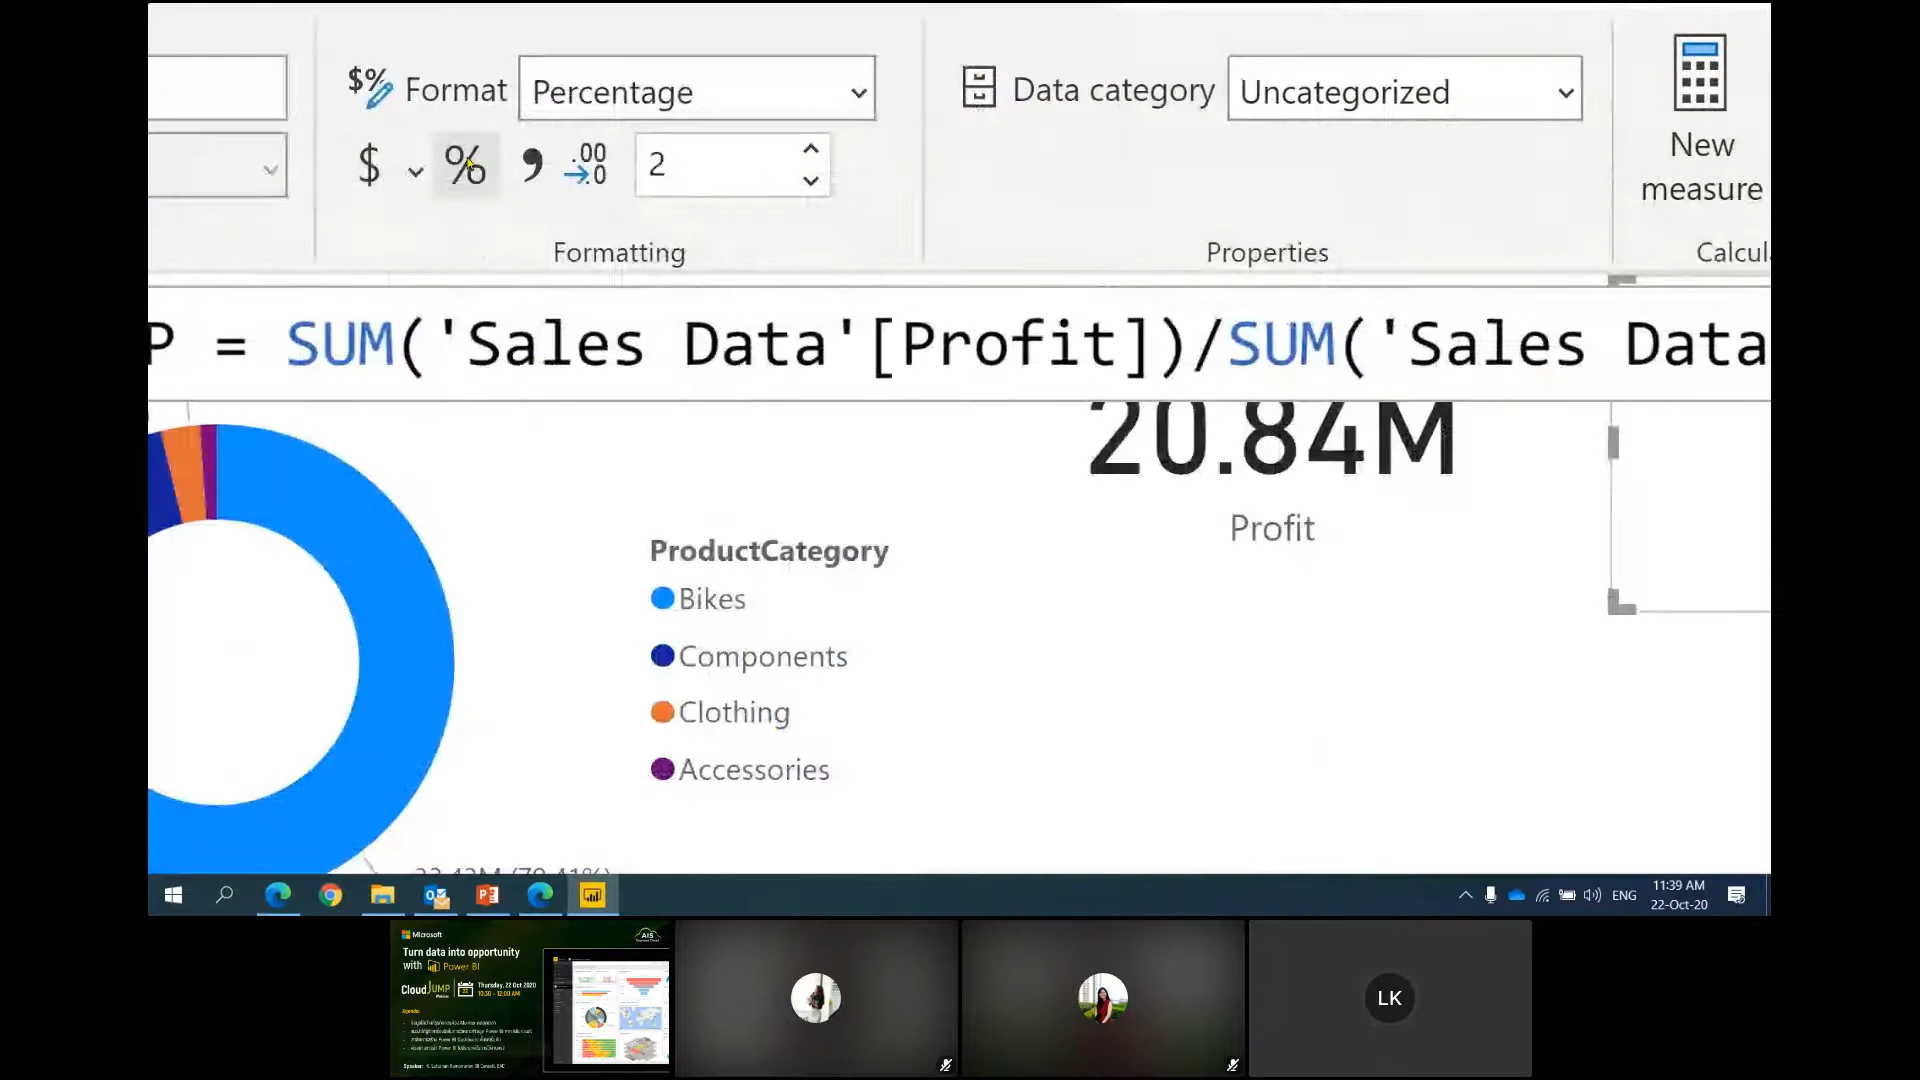 $% Format Percentage
Data category Uncategorized
$ % , .00 .0 2
New
measure
Formatting
Properties
Calcul
P = SUM('Sales Data'[Profit])/SUM('Sales Data
20.84M
Profit
ProductCategory
Bikes
Components
Clothing
Accessories
ENG
11:39 AM
22-Oct-20
Microsoft
AIS
Turn data into opportunity
with Power BI
CloudJUMP
Thursday, 22 Oct 2020
Agenda:
LK